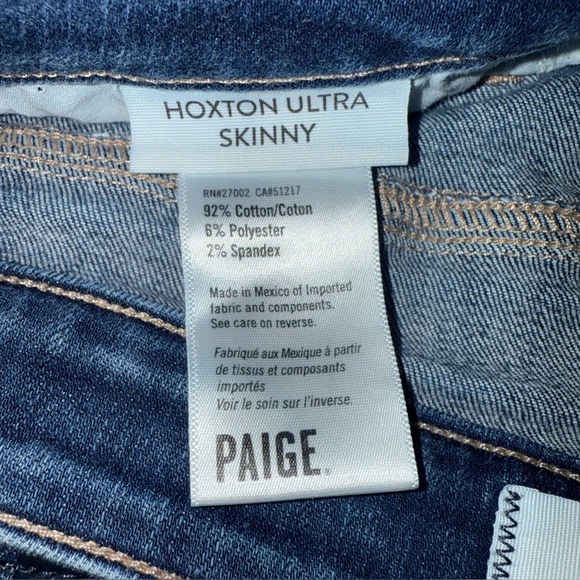 HOXTON ULTRA
SKINNY
RN#27002 CA#51217
92% Cotton/Coton
6% Polyester
2% Spandex
Made in Mexico of Imported
fabric and components.
See care on reverse.
Fabriqué aux Mexique à partir
de tissus et composants
importés
Voir le soin sur l'inverse.
PAIGE®